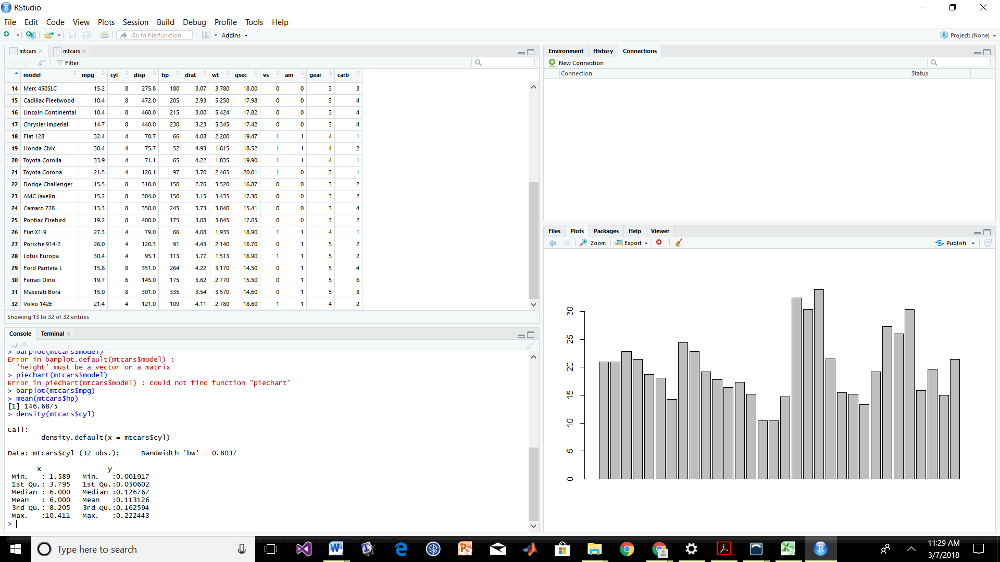 RStudio
File Edit Code View Plots Session Build Debug Profile Tools Help
Go to file/function Addins Project: (None)
mtcars mtcars
Filter
model mpg cyl disp hp drat wt qsec vs am gear carb
14 Merc 450SLC 15.2 8 275.8 180 3.07 3.780 18.00 0 0 3 3
15 Cadillac Fleetwood 10.4 8 472.0 205 2.93 5.250 17.98 0 0 3 4
16 Lincoln Continental 10.4 8 460.0 215 3.00 5.424 17.82 0 0 3 4
17 Chrysler Imperial 14.7 8 440.0 230 3.23 5.345 17.42 0 0 3 4
18 Fiat 128 32.4 4 78.7 66 4.08 2.200 19.47 1 1 4 1
19 Honda Civic 30.4 4 75.7 52 4.93 1.615 18.52 1 1 4 2
20 Toyota Corolla 33.9 4 71.1 65 4.22 1.835 19.90 1 1 4 1
21 Toyota Corona 21.5 4 120.1 97 3.70 2.465 20.01 1 0 3 1
22 Dodge Challenger 15.5 8 318.0 150 2.76 3.520 16.87 0 0 3 2
23 AMC Javelin 15.2 8 304.0 150 3.15 3.435 17.30 0 0 3 2
24 Camaro Z28 13.3 8 350.0 245 3.73 3.840 15.41 0 0 3 4
25 Pontiac Firebird 19.2 8 400.0 175 3.08 3.845 17.05 0 0 3 2
26 Fiat X1-9 27.3 4 79.0 66 4.08 1.935 18.90 1 1 4 1
27 Porsche 914-2 26.0 4 120.3 91 4.43 2.140 16.70 0 1 5 2
28 Lotus Europa 30.4 4 95.1 113 3.77 1.513 16.90 1 1 5 2
29 Ford Pantera L 15.8 8 351.0 264 4.22 3.170 14.50 0 1 5 4
30 Ferrari Dino 19.7 6 145.0 175 3.62 2.770 15.50 0 1 5 6
31 Maserati Bora 15.0 8 301.0 335 3.54 3.570 14.60 0 1 5 8
32 Volvo 142E 21.4 4 121.0 109 4.11 2.780 18.60 1 1 4 2
Showing 13 to 32 of 32 entries
Console Terminal
~/
> barplot(mtcars$model)
Error in barplot.default(mtcars$model) :
'height' must be a vector or a matrix
> piechart(mtcars$model)
Error in piechart(mtcars$model) : could not find function "piechart"
> barplot(mtcars$mpg)
> mean(mtcars$hp)
[1] 146.6875
> density(mtcars$cyl)
Call:
density.default(x = mtcars$cyl)
Data: mtcars$cyl (32 obs.); Bandwidth 'bw' = 0.8037
x y
Min. : 1.589 Min. :0.001917
1st Qu.: 3.795 1st Qu.:0.050602
Median : 6.000 Median :0.126767
Mean : 6.000 Mean :0.113126
3rd Qu.: 8.205 3rd Qu.:0.162594
Max. :10.411 Max. :0.222443
>
Environment History Connections
New Connection
Connection Status
Files Plots Packages Help Viewer
Zoom Export Publish
30
25
20
15
10
5
0
Type here to search
11:29 AM
3/7/2018